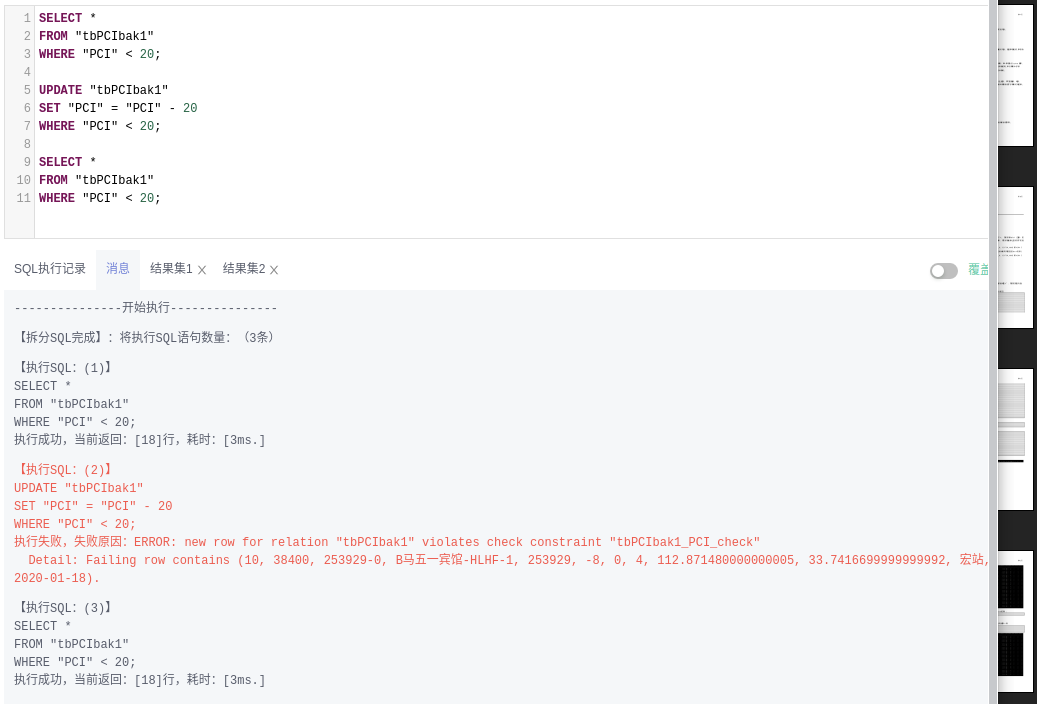 1 SELECT *
2 FROM "tbPCIbak1"
3 WHERE "PCI" < 20;
4
5 UPDATE "tbPCIbak1"
6 SET "PCI" = "PCI" - 20
7 WHERE "PCI" < 20;
8
9 SELECT *
10 FROM "tbPCIbak1"
11 WHERE "PCI" < 20;
SQL执行记录 消息 结果集1 结果集2 覆盖
---------------开始执行---------------
【拆分SQL完成】：将执行SQL语句数量：（3条）
【执行SQL：(1)】
SELECT *
FROM "tbPCIbak1"
WHERE "PCI" < 20;
执行成功，当前返回：[18]行，耗时：[3ms.]
【执行SQL：(2)】
UPDATE "tbPCIbak1"
SET "PCI" = "PCI" - 20
WHERE "PCI" < 20;
执行失败，失败原因：ERROR: new row for relation "tbPCIbak1" violates check constraint "tbPCIbak1_PCI_check"
Detail: Failing row contains (10, 38400, 253929-0, B马五一宾馆-HLHF-1, 253929, -8, 0, 4, 112.871480000000005, 33.7416699999999992, 宏站,
2020-01-18).
【执行SQL：(3)】
SELECT *
FROM "tbPCIbak1"
WHERE "PCI" < 20;
执行成功，当前返回：[18]行，耗时：[3ms.]